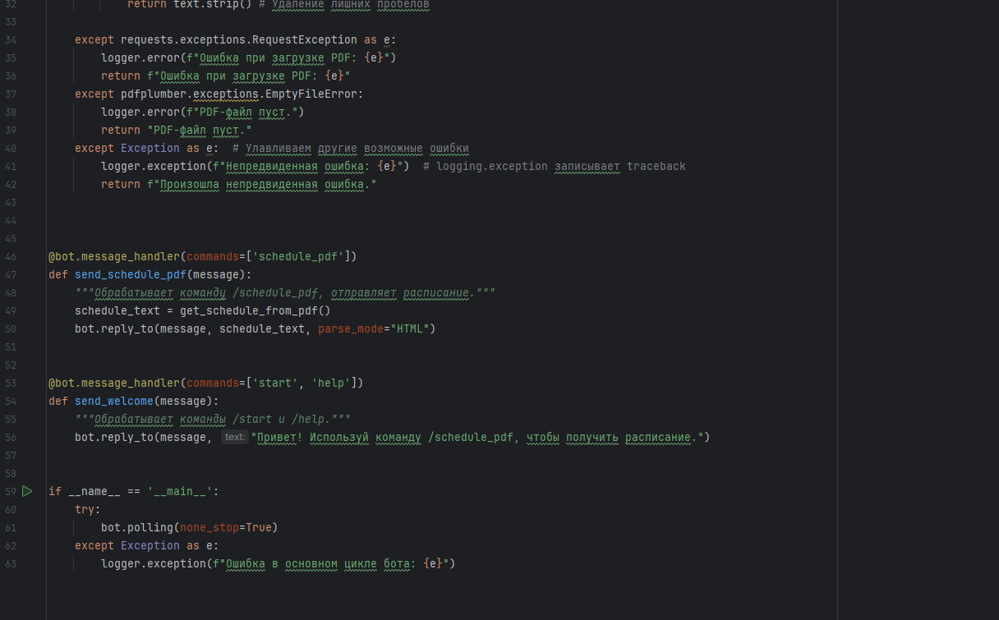 32 return text.strip() # Удаление лишних пробелов
33
34 except requests.exceptions.RequestException as e:
35 logger.error(f"Ошибка при загрузке PDF: {e}")
36 return f"Ошибка при загрузке PDF: {e}"
37 except pdfplumber.exceptions.EmptyFileError:
38 logger.error(f"PDF-файл пуст.")
39 return "PDF-файл пуст."
40 except Exception as e:  # Улавливаем другие возможные ошибки
41 logger.exception(f"Непредвиденная ошибка: {e}")  # logging.exception записывает traceback
42 return f"Произошла непредвиденная ошибка."
43
44
45
46 @bot.message_handler(commands=['schedule_pdf'])
47 def send_schedule_pdf(message):
48 """Обрабатывает команду /schedule_pdf, отправляет расписание."""
49 schedule_text = get_schedule_from_pdf()
50 bot.reply_to(message, schedule_text, parse_mode="HTML")
51
52
53 @bot.message_handler(commands=['start', 'help'])
54 def send_welcome(message):
55 """Обрабатывает команды /start и /help."""
56 bot.reply_to(message, text: "Привет! Используй команду /schedule_pdf, чтобы получить расписание.")
57
58
59 if __name__ == '__main__':
60 try:
61 bot.polling(none_stop=True)
62 except Exception as e:
63 logger.exception(f"Ошибка в основном цикле бота: {e}")